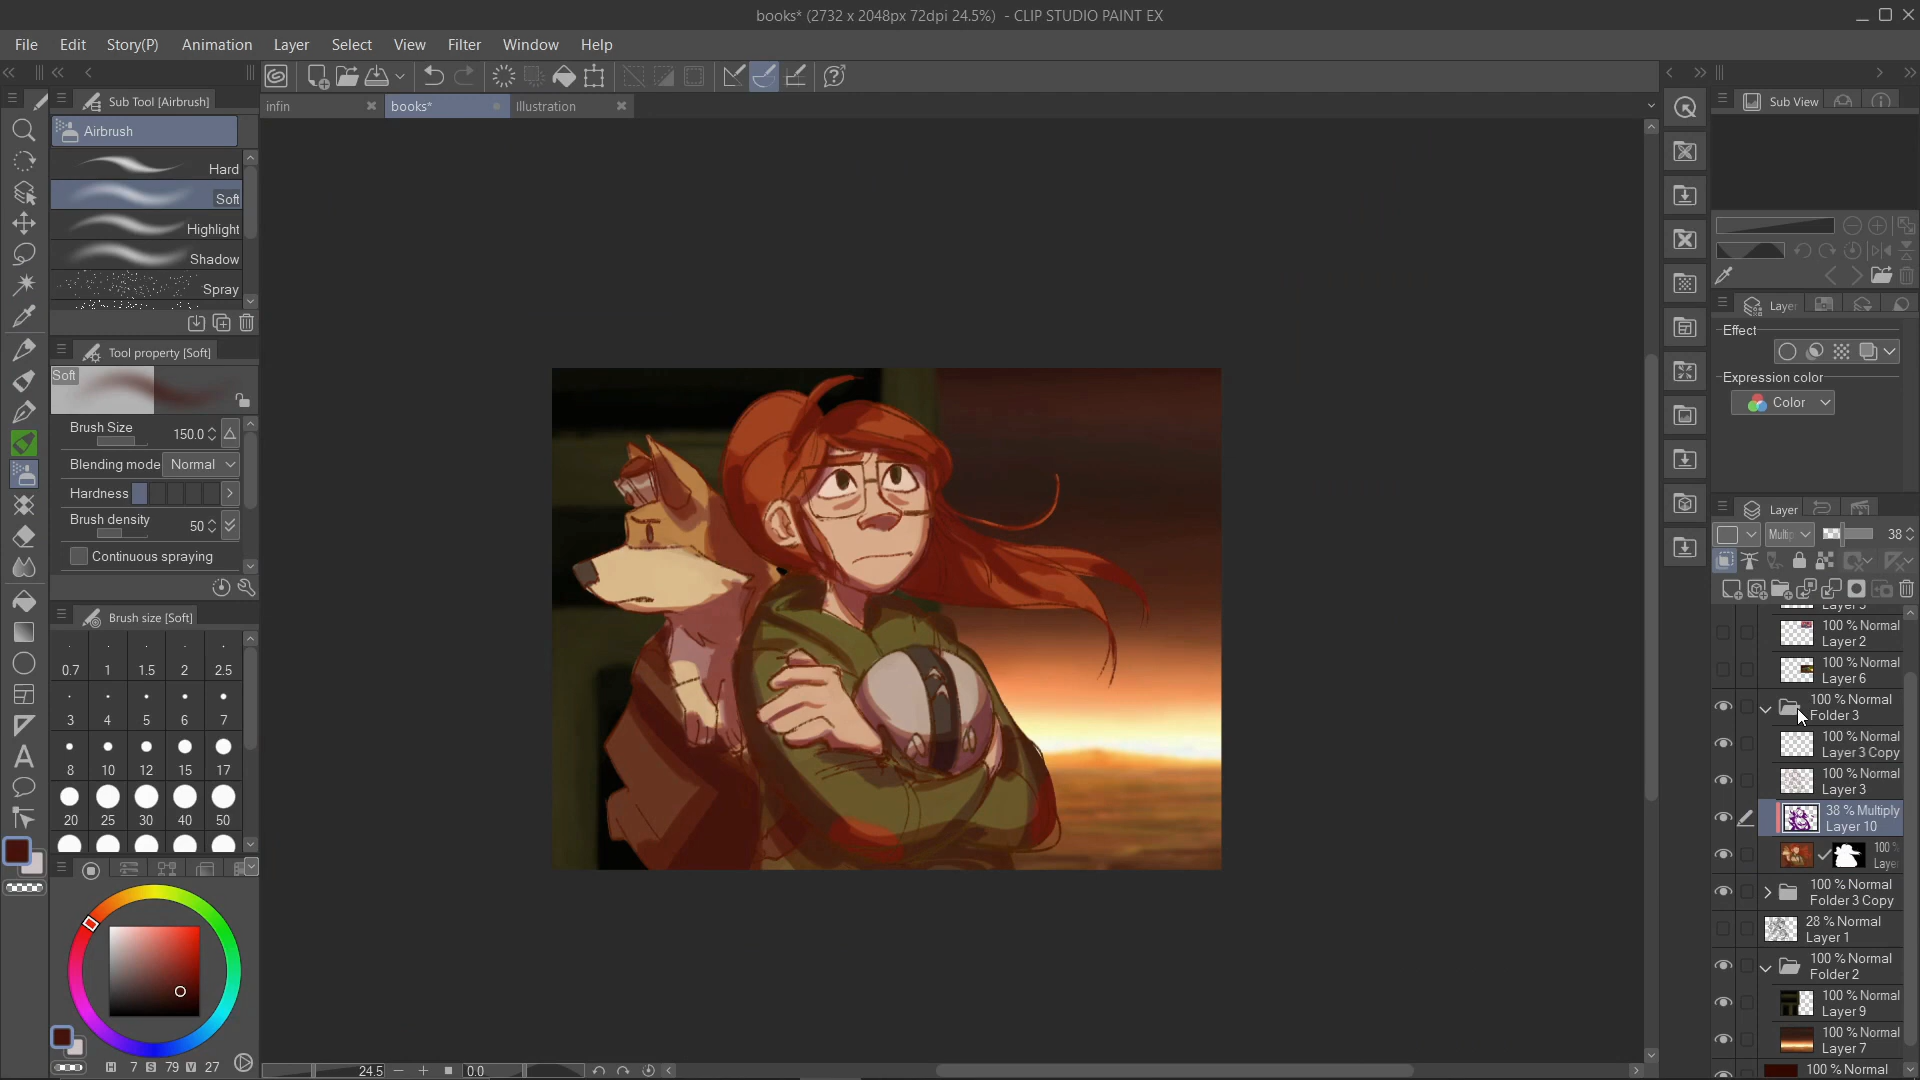 books* (2732 x 2048px 72dpi 24.5%) - CLIP STUDIO PAINT EX
File Edit Story(P) Animation Layer Select View Filter Window Help
Sub Tool [Airbrush]
Sub View
infin books* Illustration
Airbrush
Hard
Soft
Highlight
Shadow
Spray
Layer
Effect
Tool property [Soft]
Soft
Expression color
Color
Brush Size 150.0
Blending mode Normal
Hardness
Brush density 50
Continuous spraying
Layer
Multip 38
Brush size [Soft]
0.7 1 1.5 2 2.5
3 4 5 6 7
8 10 12 15 17
20 25 30 40 50
100 % Normal
Layer 2
100 % Normal
Layer 6
100 % Normal
Folder 3
100 % Normal
Layer 3 Copy
100 % Normal
Layer 3
38 % Multiply
Layer 10
100 %
Laye
100 % Normal
Folder 3 Copy
28 % Normal
Layer 1
100 % Normal
Folder 2
100 % Normal
Layer 9
100 % Normal
Layer 7
100 % Normal
H 7 S 79 V 27
24.5 0.0